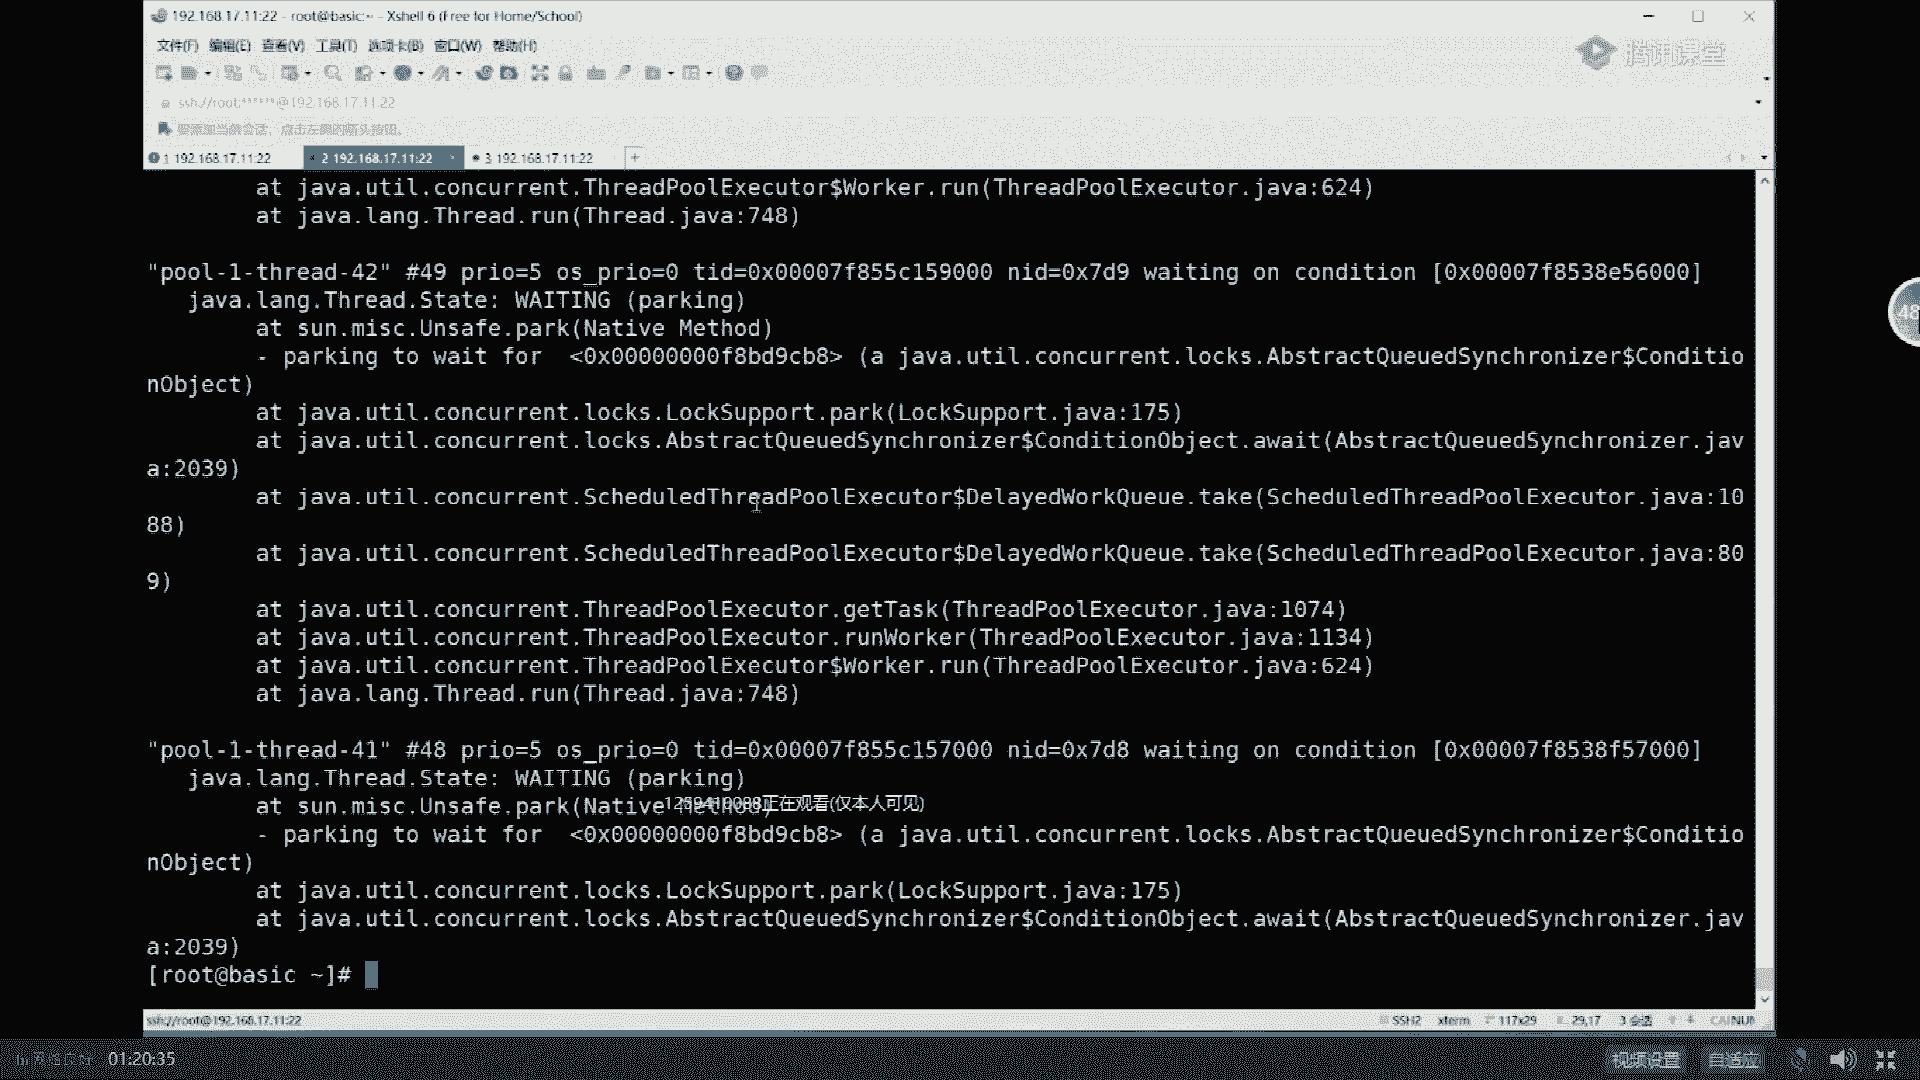 192.168.17.11:22 - root@basic:~ - Xshell 6 (Free for Home/School)
文件(F) 编辑(E) 查看(V) 工具(T) 选项卡(B) 窗口(W) 帮助(H)
腾讯课堂
ssh://root:******@192.168.17.11:22
要添加当前会话，点击左侧的箭头按钮。
1 192.168.17.11:22
2 192.168.17.11:22 ×
3 192.168.17.11:22
+
at java.util.concurrent.ThreadPoolExecutor$Worker.run(ThreadPoolExecutor.java:624)
at java.lang.Thread.run(Thread.java:748)
"pool-1-thread-42" #49 prio=5 os_prio=0 tid=0x00007f855c159000 nid=0x7d9 waiting on condition [0x00007f8538e56000]
java.lang.Thread.State: WAITING (parking)
at sun.misc.Unsafe.park(Native Method)
- parking to wait for  <0x00000000f8bd9cb8> (a java.util.concurrent.locks.AbstractQueuedSynchronizer$Conditio
nObject)
at java.util.concurrent.locks.LockSupport.park(LockSupport.java:175)
at java.util.concurrent.locks.AbstractQueuedSynchronizer$ConditionObject.await(AbstractQueuedSynchronizer.jav
a:2039)
at java.util.concurrent.ScheduledThreadPoolExecutor$DelayedWorkQueue.take(ScheduledThreadPoolExecutor.java:10
88)
at java.util.concurrent.ScheduledThreadPoolExecutor$DelayedWorkQueue.take(ScheduledThreadPoolExecutor.java:80
9)
at java.util.concurrent.ThreadPoolExecutor.getTask(ThreadPoolExecutor.java:1074)
at java.util.concurrent.ThreadPoolExecutor.runWorker(ThreadPoolExecutor.java:1134)
at java.util.concurrent.ThreadPoolExecutor$Worker.run(ThreadPoolExecutor.java:624)
at java.lang.Thread.run(Thread.java:748)
"pool-1-thread-41" #48 prio=5 os_prio=0 tid=0x00007f855c157000 nid=0x7d8 waiting on condition [0x00007f8538f57000]
java.lang.Thread.State: WAITING (parking)
at sun.misc.Unsafe.park(Native Method)
正在观看(仅本人可见)
- parking to wait for  <0x00000000f8bd9cb8> (a java.util.concurrent.locks.AbstractQueuedSynchronizer$Conditio
nObject)
at java.util.concurrent.locks.LockSupport.park(LockSupport.java:175)
at java.util.concurrent.locks.AbstractQueuedSynchronizer$ConditionObject.await(AbstractQueuedSynchronizer.jav
a:2039)
[root@basic ~]#
48
ssh://root@192.168.17.11:22
SSH2 xterm 117x29 29,17 3 会话 CAP NUM
01:20:35
视频设置 自适应